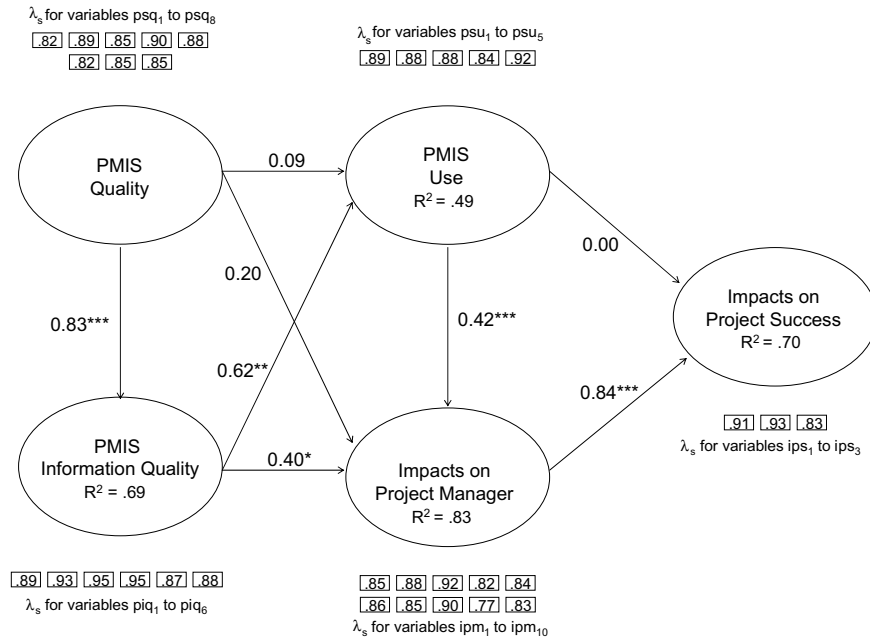 λs for variables psq1 to psq8
.82 .89 .85 .90 .88
.82 .85 .85
λs for variables psu1 to psu5
.89 .88 .88 .84 .92
PMIS
Quality
0.09
PMIS
Use
R² = .49
0.20
0.00
0.83***
0.62**
0.42***
Impacts on
Project Success
R² = .70
0.84***
.91 .93 .83
λs for variables ips1 to ips3
PMIS
Information Quality
R² = .69
0.40*
Impacts on
Project Manager
R² = .83
.89 .93 .95 .95 .87 .88
λs for variables piq1 to piq6
.85 .88 .92 .82 .84
.86 .85 .90 .77 .83
λs for variables ipm1 to ipm10